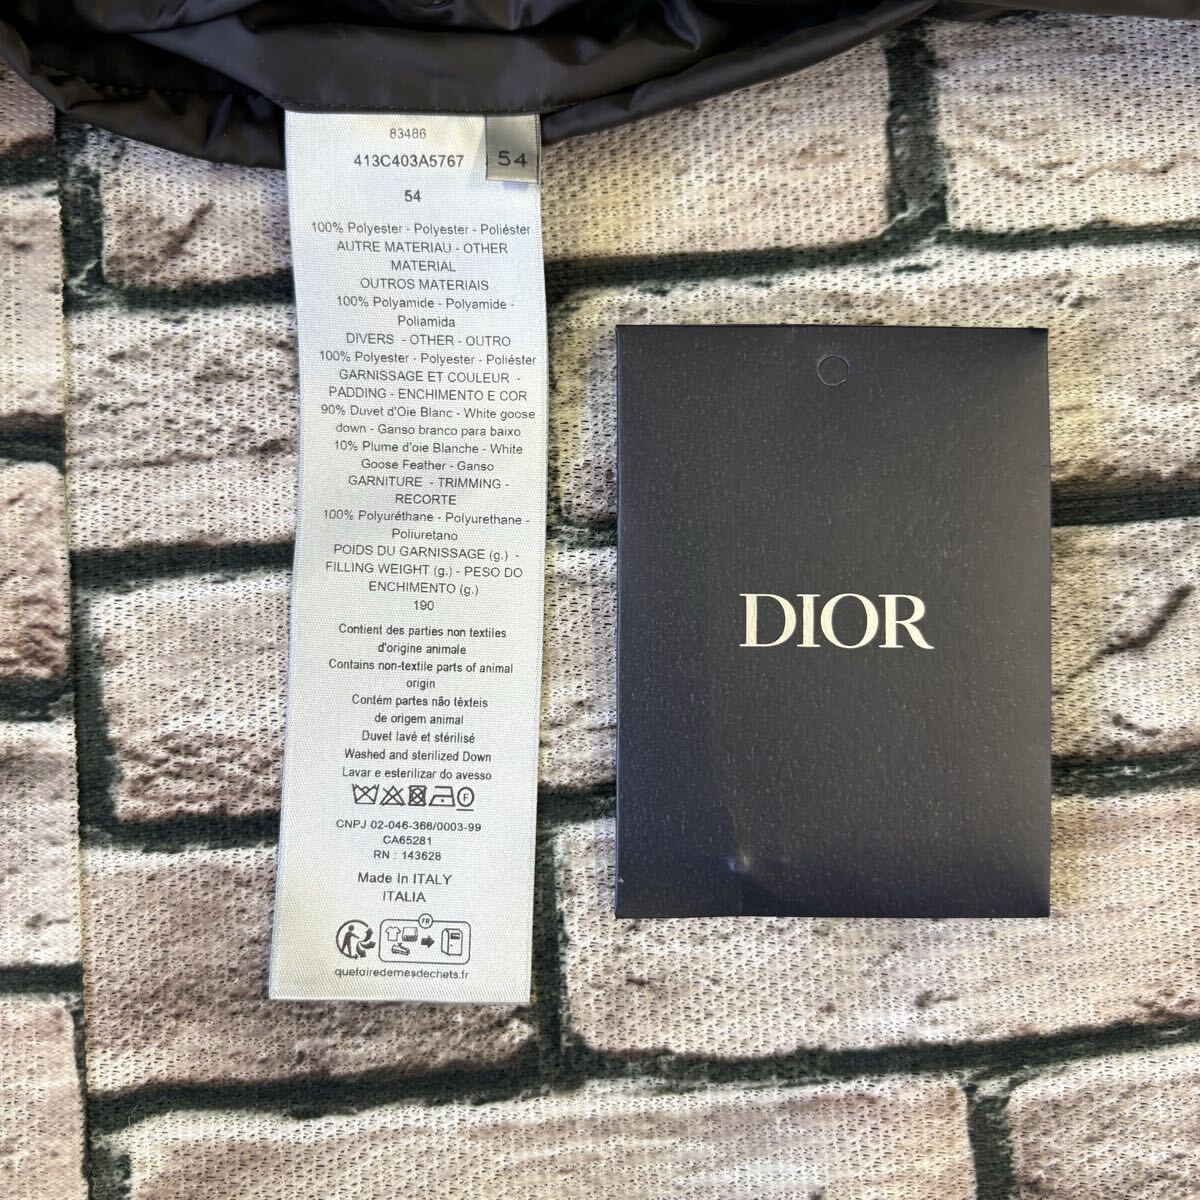 83486
413C403A5767
54
54
100% Polyester - Polyester - Poliéster
AUTRE MATERIAU - OTHER
MATERIAL
OUTROS MATERIAIS
100% Polyamide - Polyamide -
Poliamida
DIVERS - OTHER - OUTRO
100% Polyester - Polyester - Poliéster
GARNISSAGE ET COULEUR -
PADDING - ENCHIMENTO E COR
90% Duvet d'Oie Blanc - White goose
down - Ganso branco para baixo
10% Plume d'oie Blanche - White
Goose Feather - Ganso
GARNITURE - TRIMMING -
RECORTE
100% Polyuréthane - Polyurethane -
Poliuretano
POIDS DU GARNISSAGE (g.) -
FILLING WEIGHT (g.) - PESO DO
ENCHIMENTO (g.)
190
Contient des parties non textiles
d'origine animale
Contains non-textile parts of animal
origin
Contém partes não têxteis
de origem animal
Duvet lavé et stérilisé
Washed and sterilized Down
Lavar e esterilizar do avesso
F
CNPJ 02-046-366/0003-99
CA65281
RN : 143628
Made In ITALY
ITALIA
FR
quefairedemesdechets.fr
DIOR